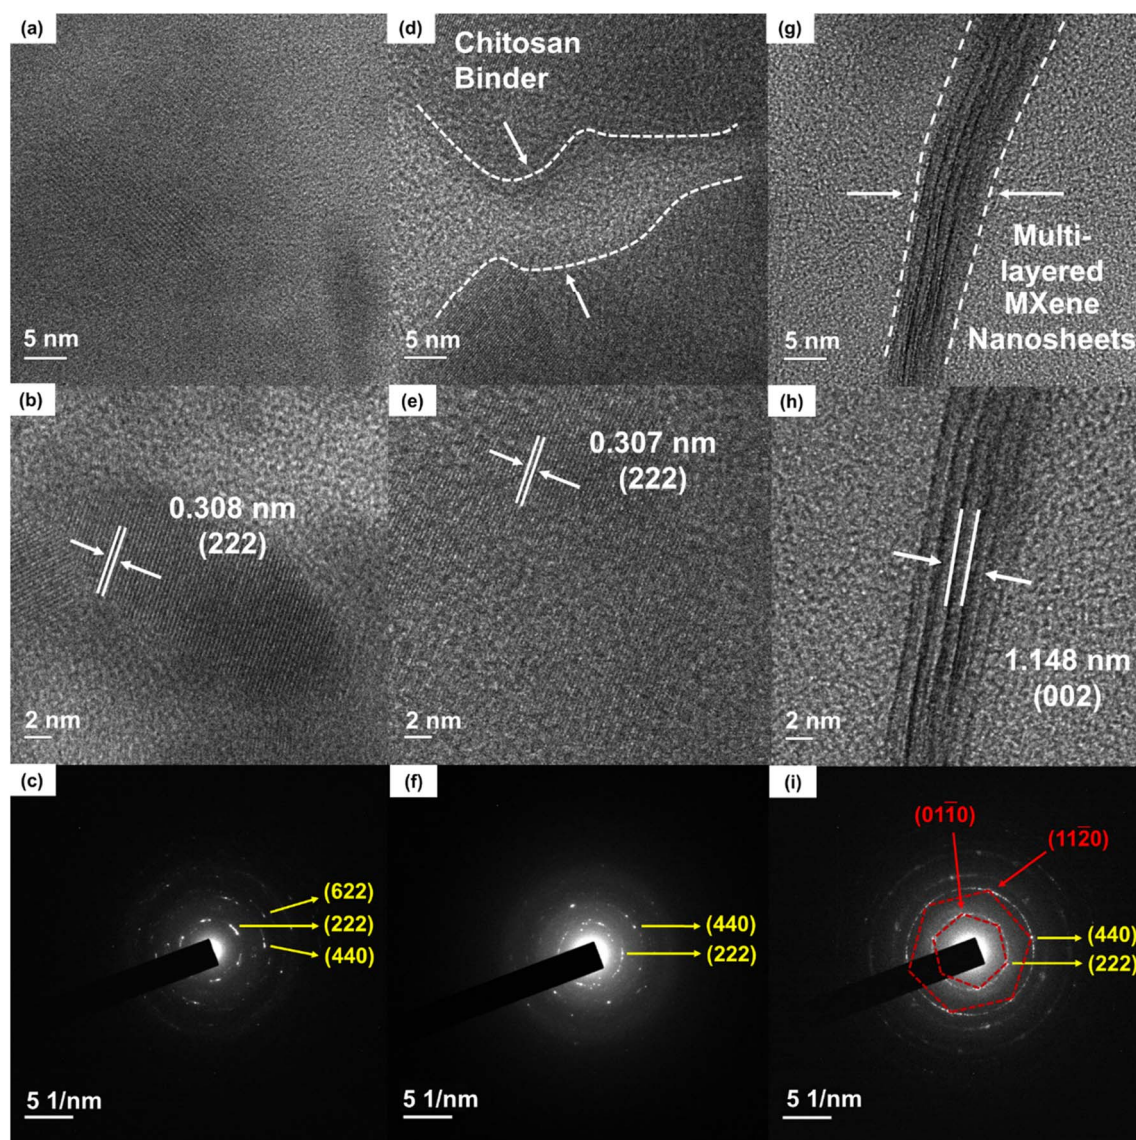 (a)
5 nm
(d)
Chitosan
Binder
5 nm
(g)
Multi-
layered
MXene
Nanosheets
5 nm
(b)
0.308 nm
(222)
2 nm
(e)
0.307 nm
(222)
2 nm
(h)
1.148 nm
(002)
2 nm
(c)
(622)
(222)
(440)
5 1/nm
(f)
(440)
(222)
5 1/nm
(i)
(011̅0)
(112̅0)
(440)
(222)
5 1/nm